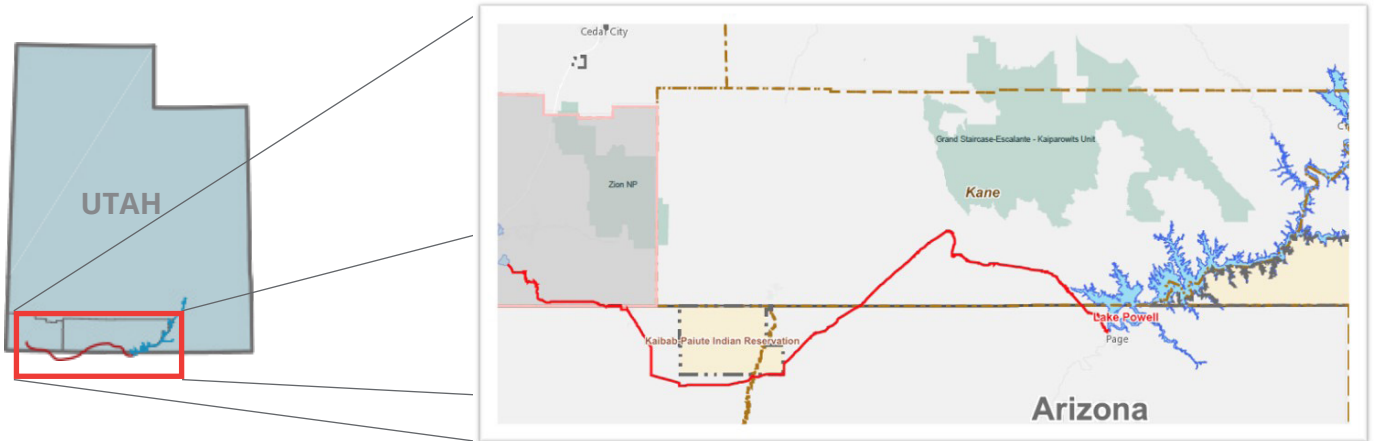 UTAH
Cedar City
Grand Staircase-Escalante - Kaiparowits Unit
Zion NP
Kane
Lake Powell
Page
Kaibab Paiute Indian Reservation
Arizona